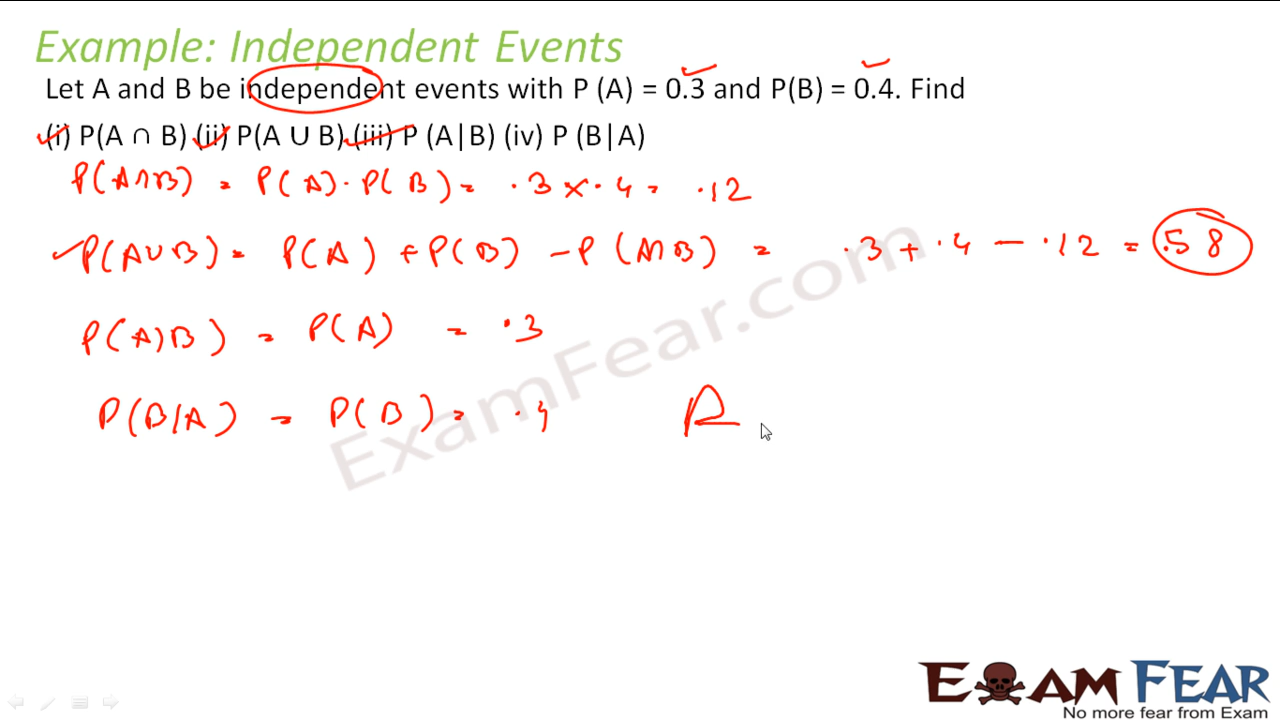 Example: Independent Events
Let A and B be independent events with P (A) = 0.3 and P(B) = 0.4. Find
(i) P(A ∩ B) (ii) P(A ∪ B) (iii) P (A|B) (iv) P (B|A)
P(A∩B) = P(A) . P(B) = .3 × .4 = .12
P(A∪B) = P(A) + P(B) - P(A∩B) = .3 + .4 - .12 = .58
P(A|B) = P(A) = .3
P(B/A) = P(B) = .4
ExamFear.com
EXAM FEAR
No more fear from Exam